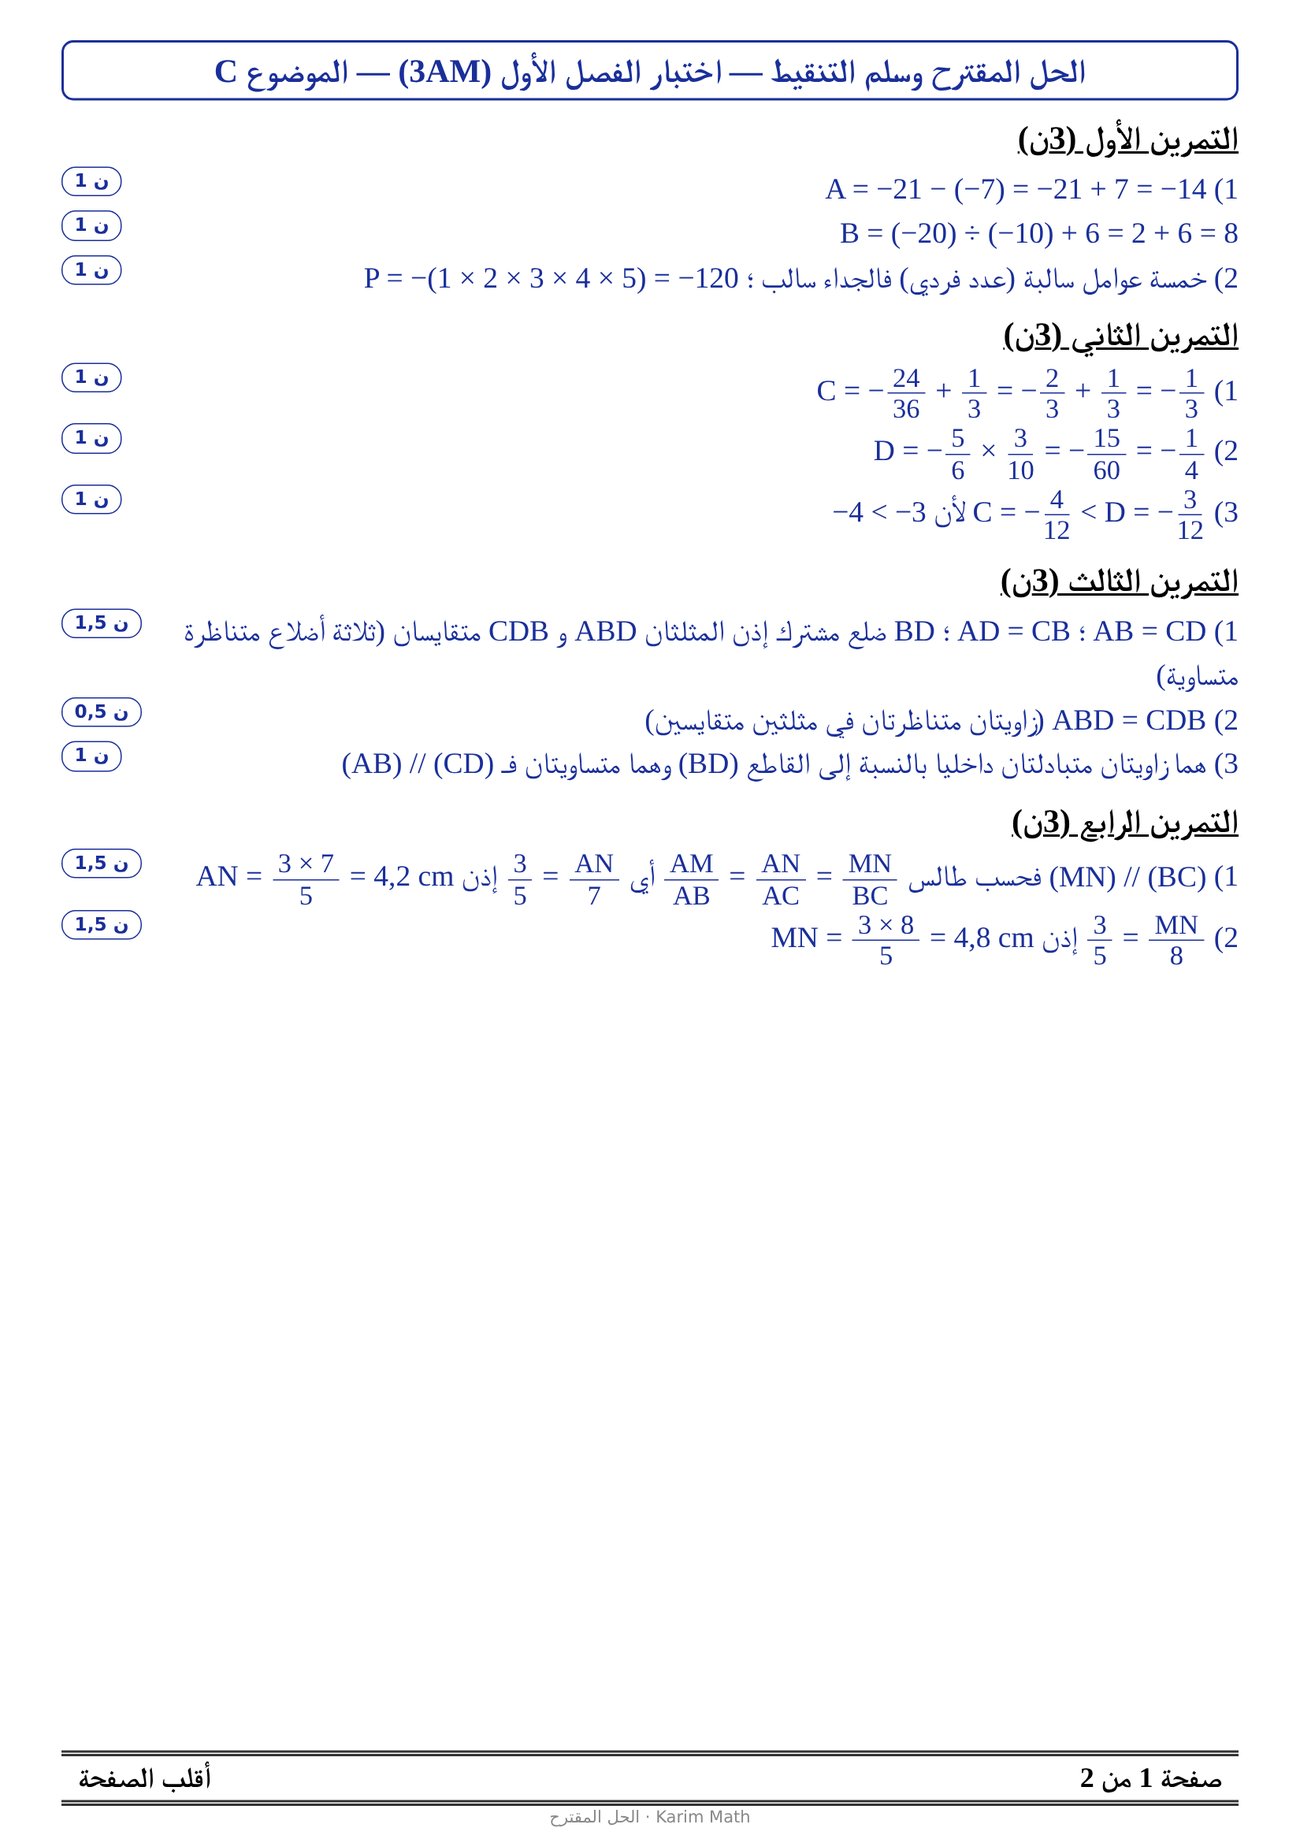 الحل المقترح وسلم التنقيط — اختبار الفصل الأول (3AM) — الموضوع C
التمرين الأول (3ن)
1) A = −21 − (−7) = −21 + 7 = −14 ن 1
B = (−20) ÷ (−10) + 6 = 2 + 6 = 8 ن 1
2) خمسة عوامل سالبة (عدد فردي) فالجداء سالب ؛ P = −(1 × 2 × 3 × 4 × 5) = −120 ن 1
التمرين الثاني (3ن)
1) C = −24/36 + 1/3 = −2/3 + 1/3 = −1/3 ن 1
2) D = −5/6 × 3/10 = −15/60 = −1/4 ن 1
3) C = −4/12 < D = −3/12 لأن −4 < −3 ن 1
التمرين الثالث (3ن)
1) AB = CD ؛ AD = CB ؛ BD ضلع مشترك إذن المثلثان ABD و CDB متقايسان (ثلاثة أضلاع متناظرة ن 1,5
متساوية)
2) ABD = CDB (زاويتان متناظرتان في مثلثين متقايسين) ن 0,5
3) هما زاويتان متبادلتان داخليا بالنسبة إلى القاطع (BD) وهما متساويتان فـ (AB) // (CD) ن 1
التمرين الرابع (3ن)
1) (MN) // (BC) فحسب طالس AM/AB = AN/AC = MN/BC أي 3/5 = AN/7 إذن AN = 3 × 7/5 = 4,2 cm ن 1,5
2) 3/5 = MN/8 إذن MN = 3 × 8/5 = 4,8 cm ن 1,5
صفحة 1 من 2 أقلب الصفحة
Karim Math · الحل المقترح